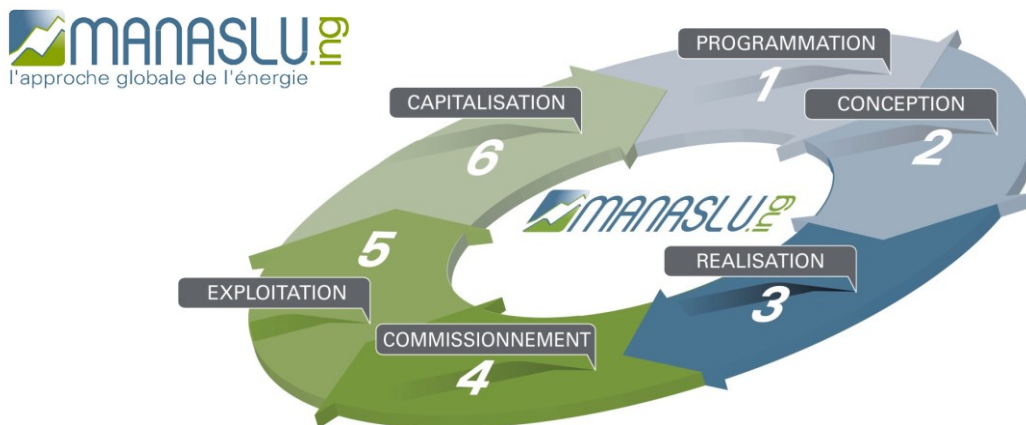 MANASLU.ing
l'approche globale de l'énergie
PROGRAMMATION
1
CONCEPTION
2
CAPITALISATION
6
MANASLU.ing
5
REALISATION
3
EXPLOITATION
COMMISSIONNEMENT
4